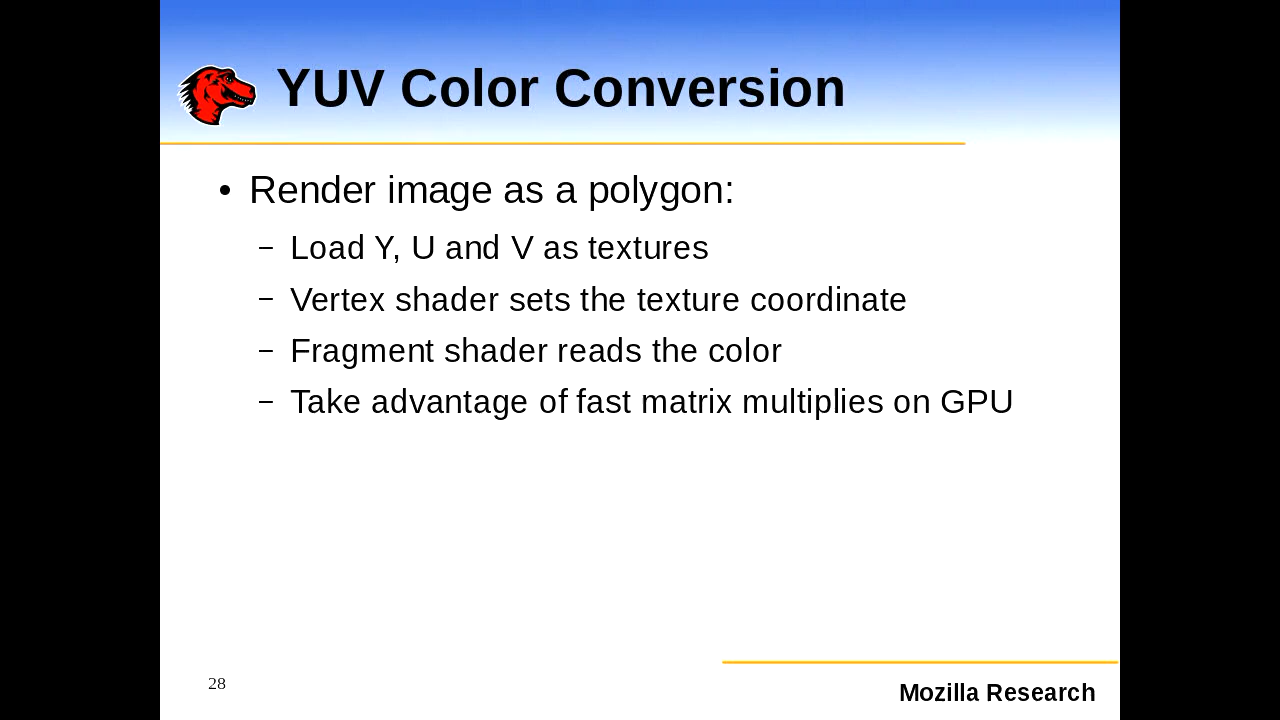 YUV Color Conversion
• Render image as a polygon:
– Load Y, U and V as textures
– Vertex shader sets the texture coordinate
– Fragment shader reads the color
– Take advantage of fast matrix multiplies on GPU
28
Mozilla Research